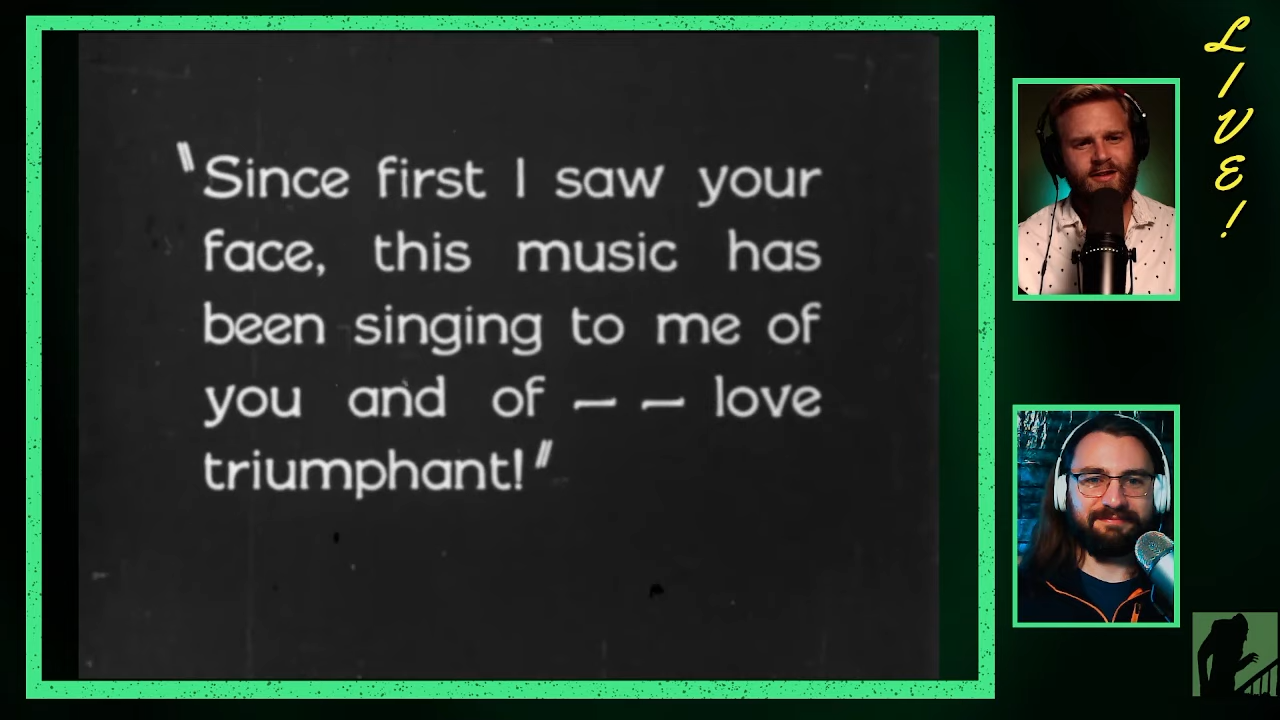 "Since first I saw your
face, this music has
been singing to me of
you and of — — love
triumphant!"
LIVE!